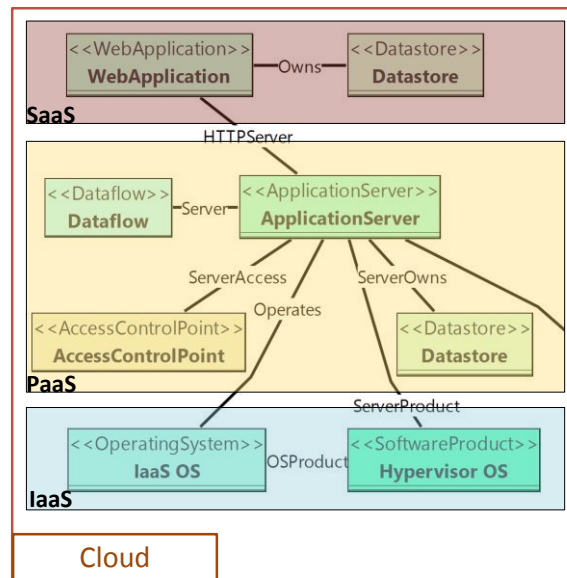 <<WebApplication>>
WebApplication
Owns
<<Datastore>>
Datastore
SaaS
HTTPServer
<<Dataflow>>
Dataflow
Server
<<ApplicationServer>>
ApplicationServer
ServerAccess
ServerOwns
Operates
<<AccessControlPoint>>
AccessControlPoint
<<Datastore>>
Datastore
PaaS
ServerProduct
<<OperatingSystem>>
IaaS OS
OSProduct
<<SoftwareProduct>>
Hypervisor OS
IaaS
Cloud